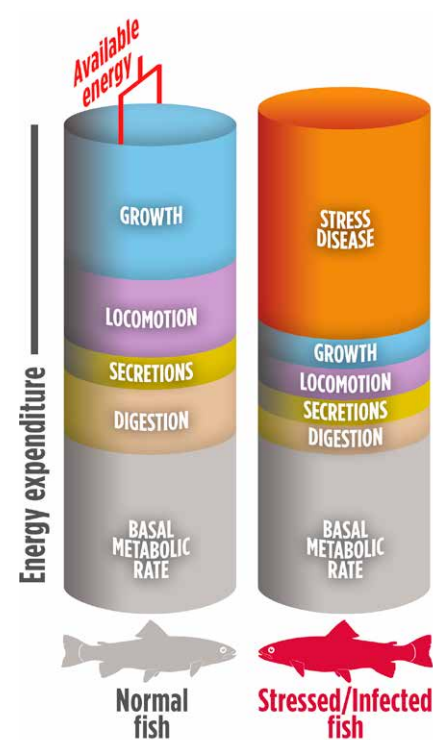 Available
energy
GROWTH
LOCOMOTION
SECRETIONS
DIGESTION
BASAL
METABOLIC
RATE
STRESS
DISEASE
GROWTH
LOCOMOTION
SECRETIONS
DIGESTION
BASAL
METABOLIC
RATE
Energy expenditure
Normal
fish
Stressed/Infected
fish